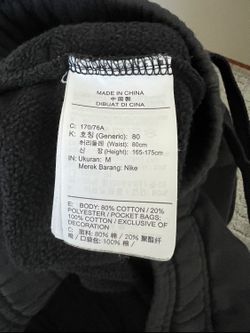 MADE IN CHINA
中国製
DIBUAT DI CINA
C: 170/76A
K: 호칭 (Generic): 80
허리둘레 (Waist): 80cm
신 장 (Height): 165-175cm
IN: Ukuran: M
Merek Barang: Nike
E: BODY: 80% COTTON / 20%
POLYESTER / POCKET BAGS:
100% COTTON / EXCLUSIVE OF
DECORATION
C: 面料: 80% 棉 / 20% 聚酯纤
维 / 口袋布: 100% 棉 /